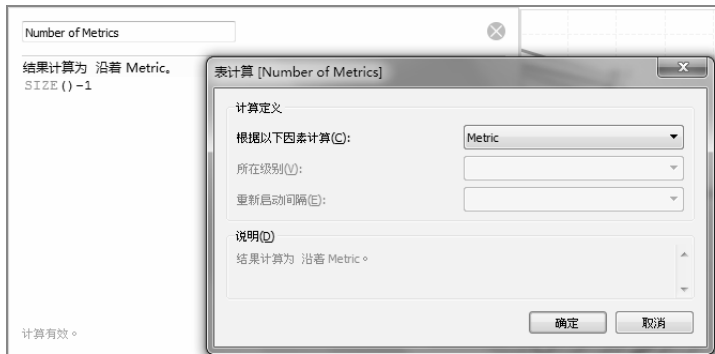 Number of Metrics
结果计算为 沿着 Metric。
SIZE()-1
计算有效。
表计算 [Number of Metrics]
计算定义
根据以下因素计算(C):
Metric
所在级别(V):
重新启动间隔(E):
说明(D)
结果计算为 沿着 Metric。
确定
取消